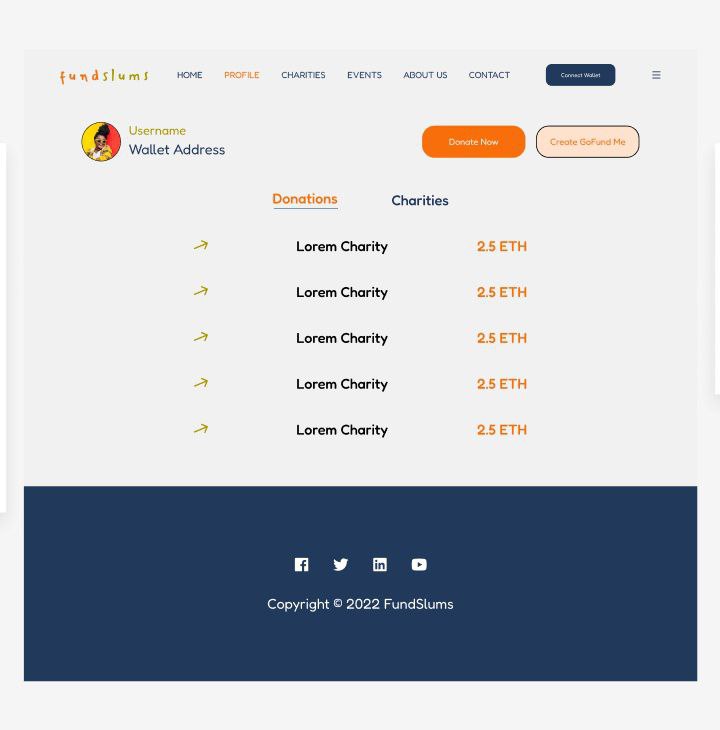 fundslums HOME PROFILE CHARITIES EVENTS ABOUT US CONTACT Connect Wallet
Username
Wallet Address
Donate Now Create GoFund Me
Donations Charities
Lorem Charity 2.5 ETH
Lorem Charity 2.5 ETH
Lorem Charity 2.5 ETH
Lorem Charity 2.5 ETH
Lorem Charity 2.5 ETH
Copyright © 2022 FundSlums